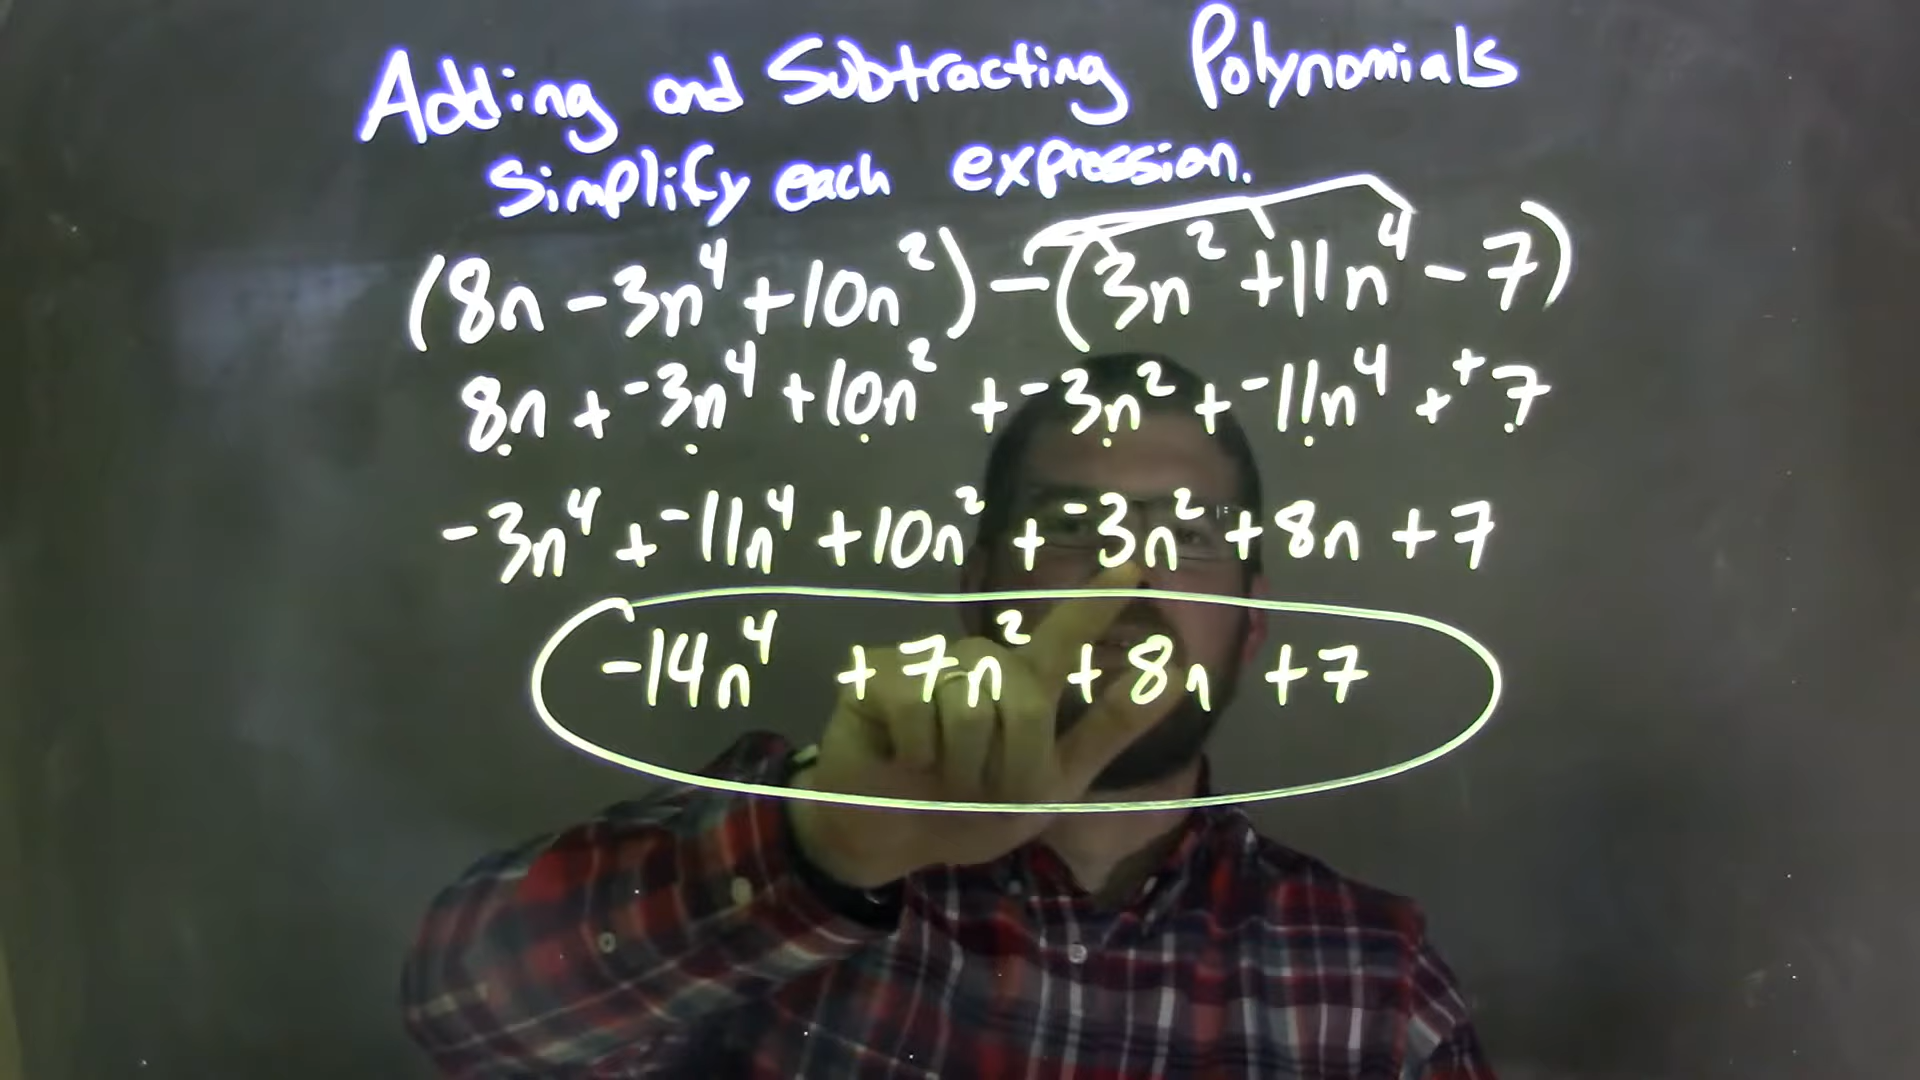 Adding and Subtracting Polynomials
Simplify each expression.
(8n - 3n⁴ + 10n²) - (3n² + 11n⁴ - 7)
8n + ⁻3n⁴ + 10n² + ⁻3n² + ⁻11n⁴ + ⁺7
⁻3n⁴ + ⁻11n⁴ + 10n² + ⁻3n² + 8n + 7
-14n⁴ + 7n² + 8n + 7